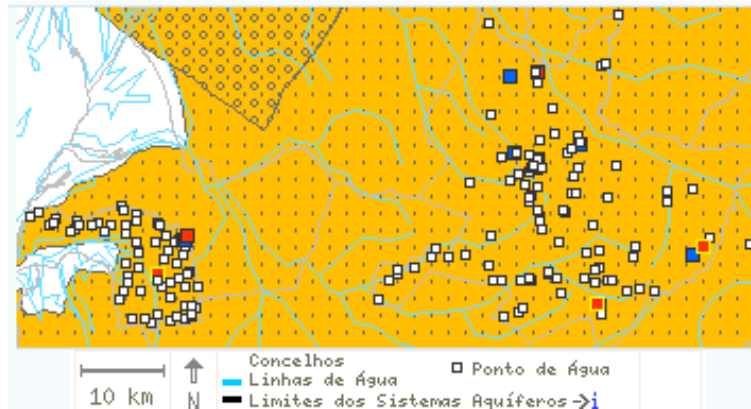 Concelhos
Ponto de Água
Linhas de Água
10 km
N
Limites dos Sistemas Aquíferos ->i